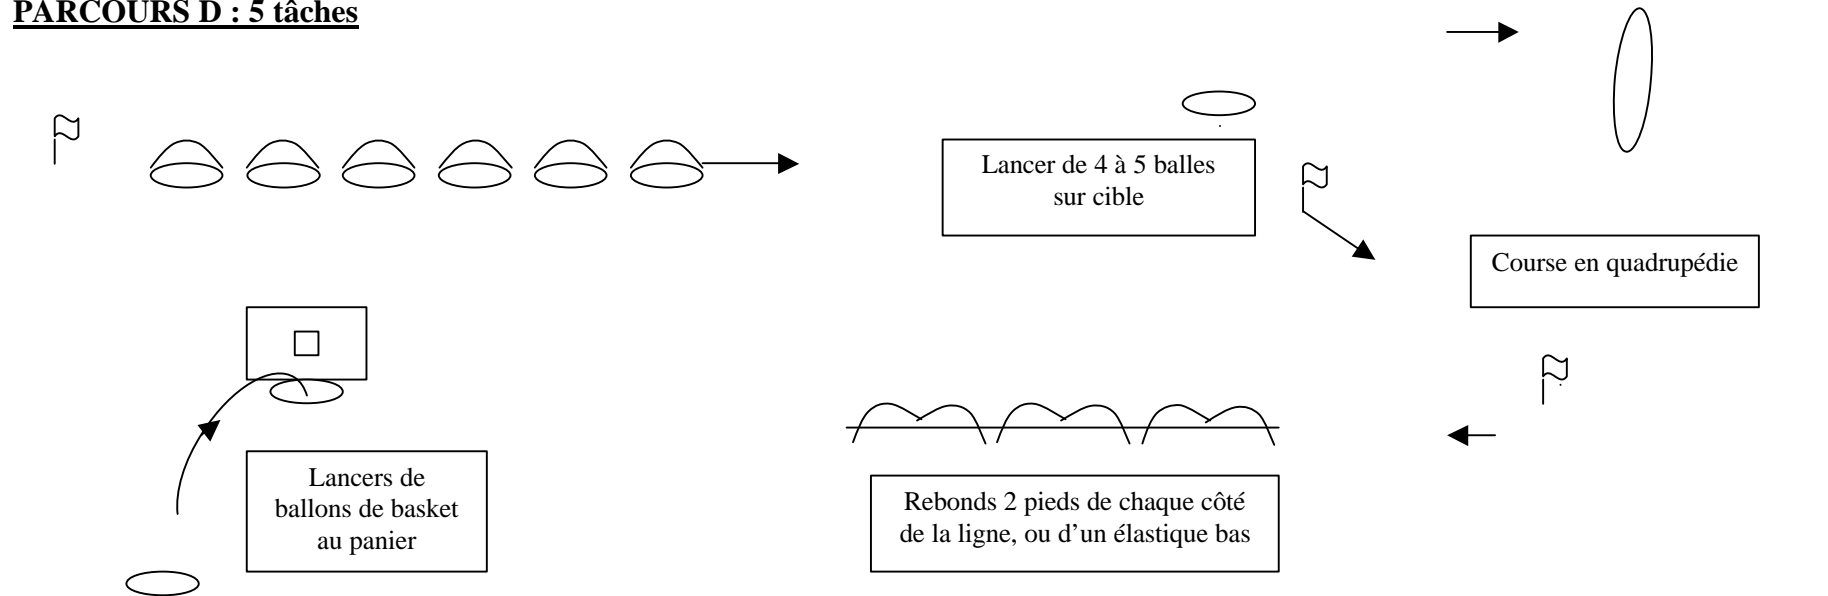 PARCOURS D : 5 tâches
Lancer de 4 à 5 balles
sur cible
Course en quadrupédie
Lancers de
ballons de basket
au panier
Rebonds 2 pieds de chaque côté
de la ligne, ou d’un élastique bas